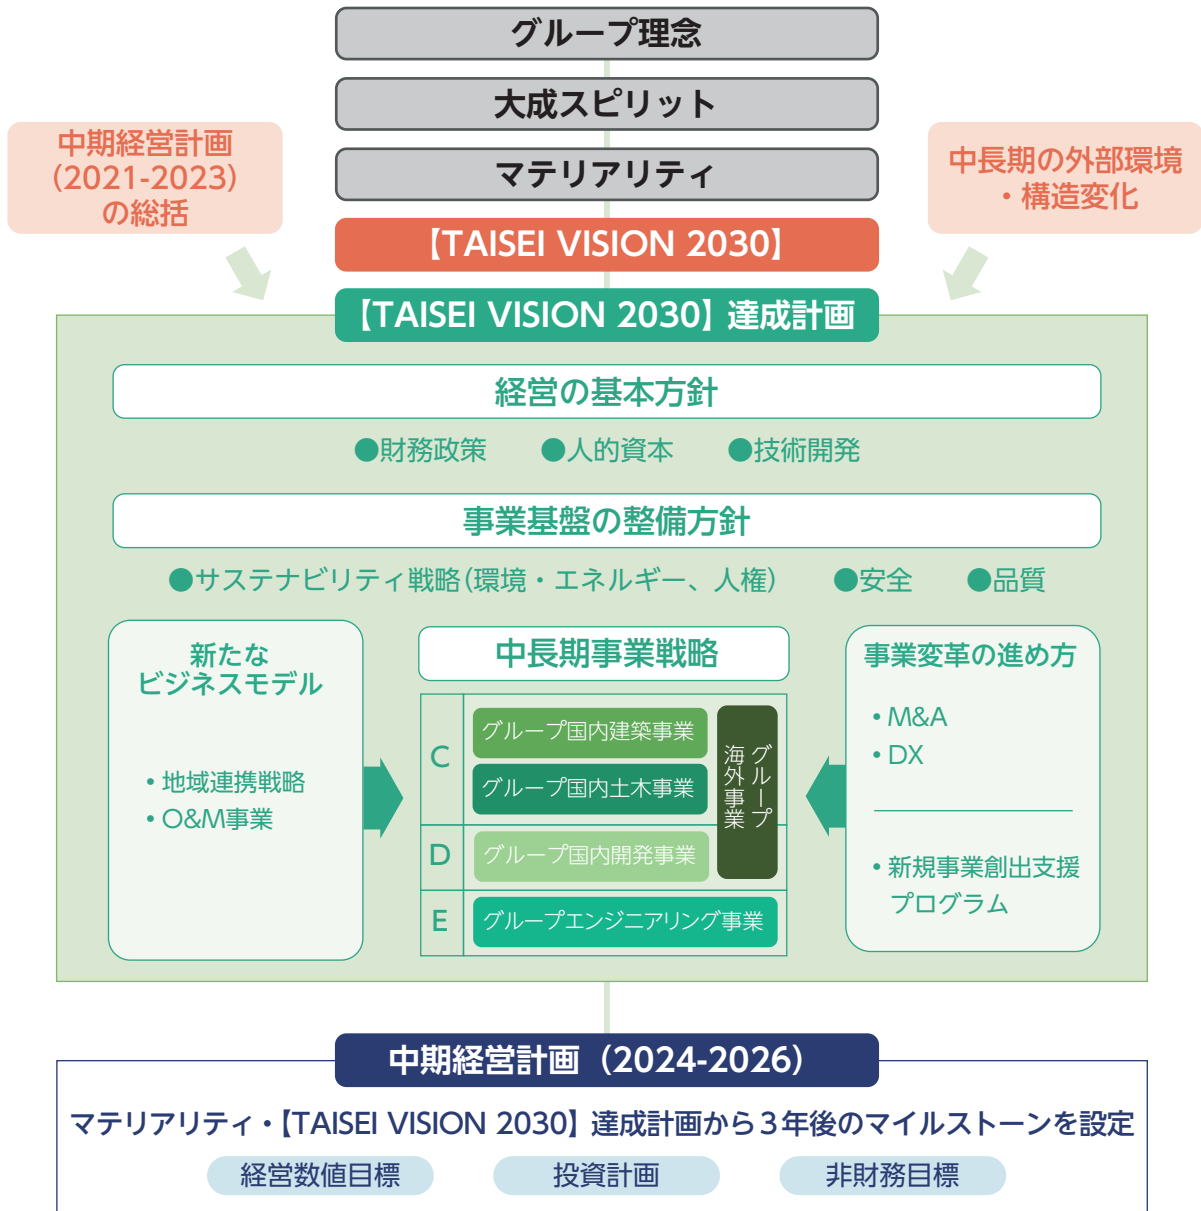 グループ理念
大成スピリット
マテリアリティ
中期経営計画
（2021-2023）
の総括
中長期の外部環境
・構造変化
【TAISEI VISION 2030】
【TAISEI VISION 2030】達成計画
経営の基本方針
●財務政策 ●人的資本 ●技術開発
事業基盤の整備方針
●サステナビリティ戦略（環境・エネルギー、人権） ●安全 ●品質
新たな
ビジネスモデル
・地域連携戦略
・O&M事業
中長期事業戦略
C
グループ国内建築事業
グループ国内土木事業
D
グループ国内開発事業
E
グループエンジニアリング事業
グループ
海外事業
事業変革の進め方
・M&A
・DX
・新規事業創出支援
プログラム
中期経営計画（2024-2026）
マテリアリティ・【TAISEI VISION 2030】達成計画から３年後のマイルストーンを設定
経営数値目標 投資計画 非財務目標